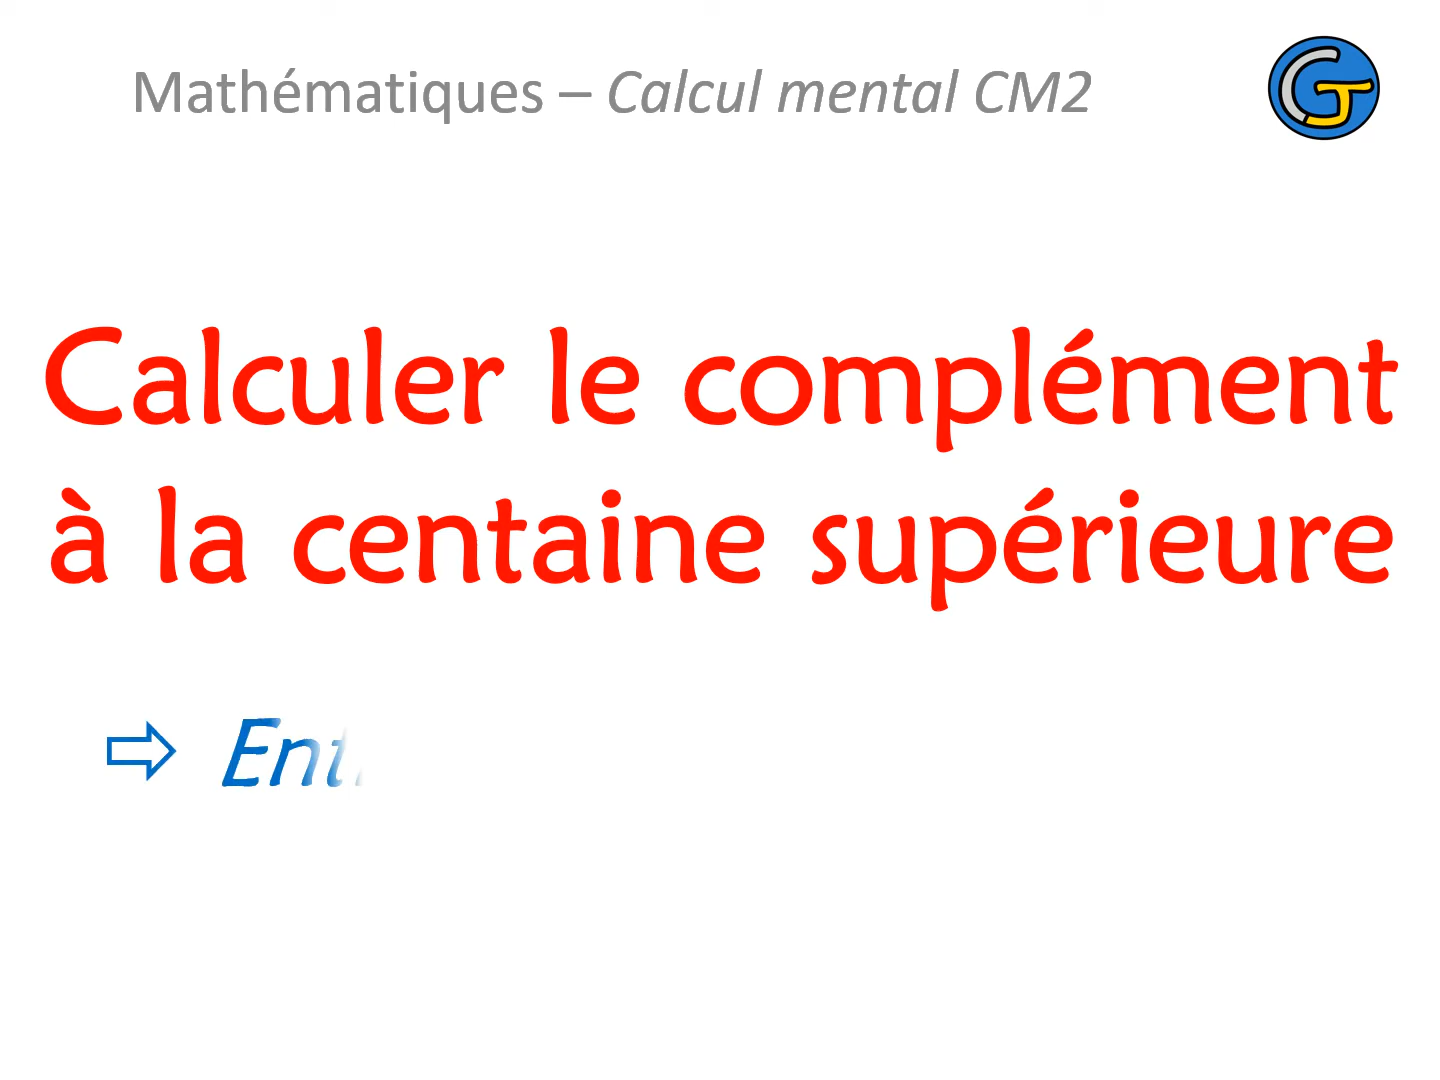 Mathématiques – Calcul mental CM2
Calculer le complément
à la centaine supérieure